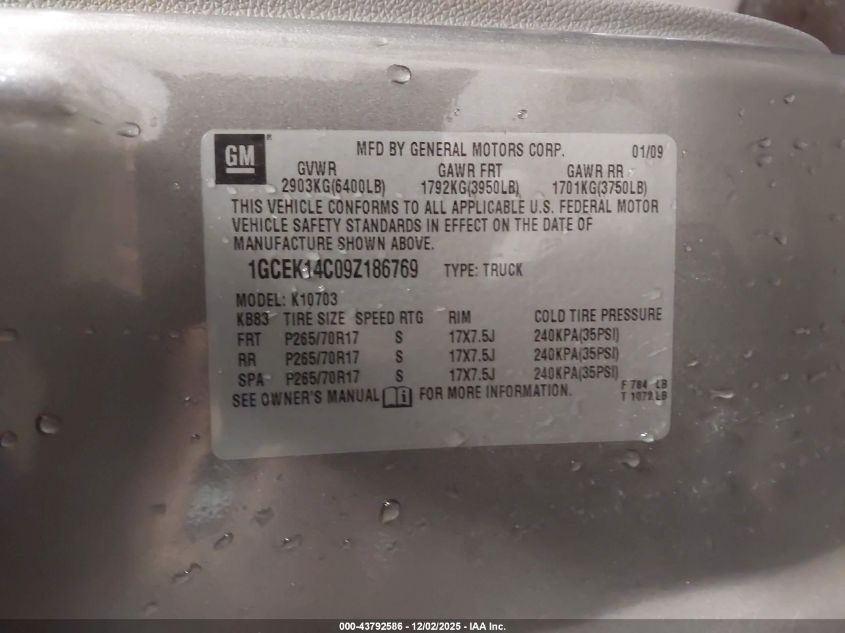 GM
MFD BY GENERAL MOTORS CORP. 01/09
GVWR GAWR FRT GAWR RR
2903KG(6400LB) 1792KG(3950LB) 1701KG(3750LB)
THIS VEHICLE CONFORMS TO ALL APPLICABLE U.S. FEDERAL MOTOR
VEHICLE SAFETY STANDARDS IN EFFECT ON THE DATE OF
MANUFACTURE SHOWN ABOVE.
1GCEK14C09Z186769 TYPE: TRUCK
MODEL: K10703
KB83 TIRE SIZE SPEED RTG RIM COLD TIRE PRESSURE
FRT P265/70R17 S 17X7.5J 240KPA(35PSI)
RR P265/70R17 S 17X7.5J 240KPA(35PSI)
SPA P265/70R17 S 17X7.5J 240KPA(35PSI)
SEE OWNER'S MANUAL i FOR MORE INFORMATION.
F 784 LB
T 1072 LB
000-43792586 - 12/02/2025 - IAA Inc.